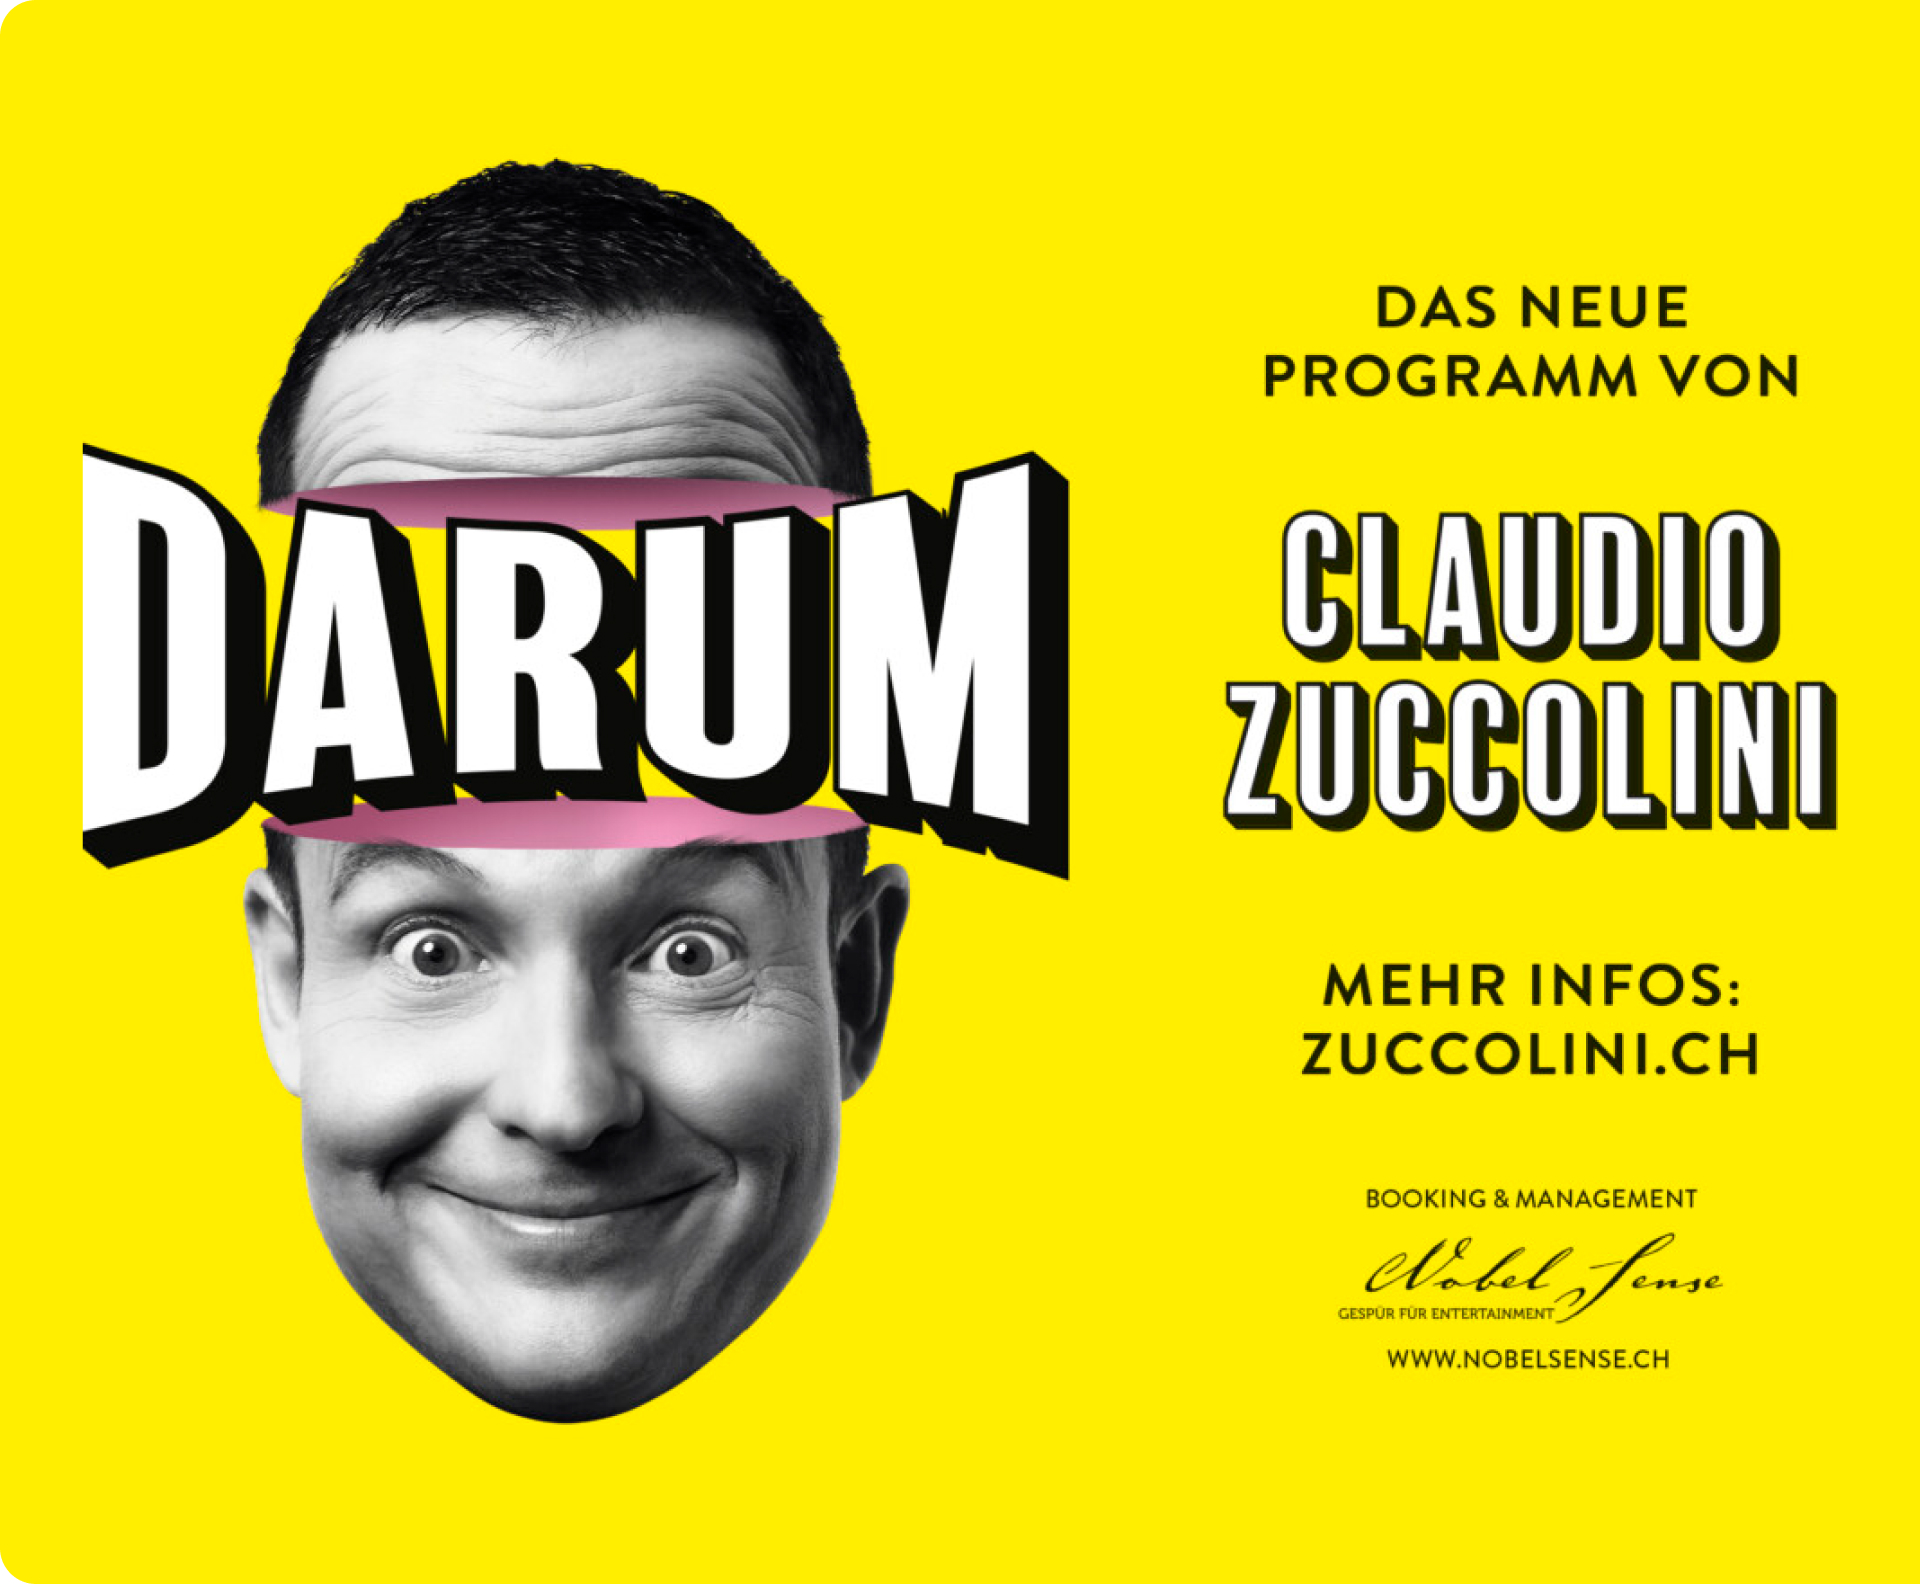 DARUM
DAS NEUE
PROGRAMM VON
CLAUDIO
ZUCCOLINI
MEHR INFOS:
ZUCCOLINI.CH
BOOKING & MANAGEMENT
Nobel Sense
GESPÜR FÜR ENTERTAINMENT
WWW.NOBELSENSE.CH